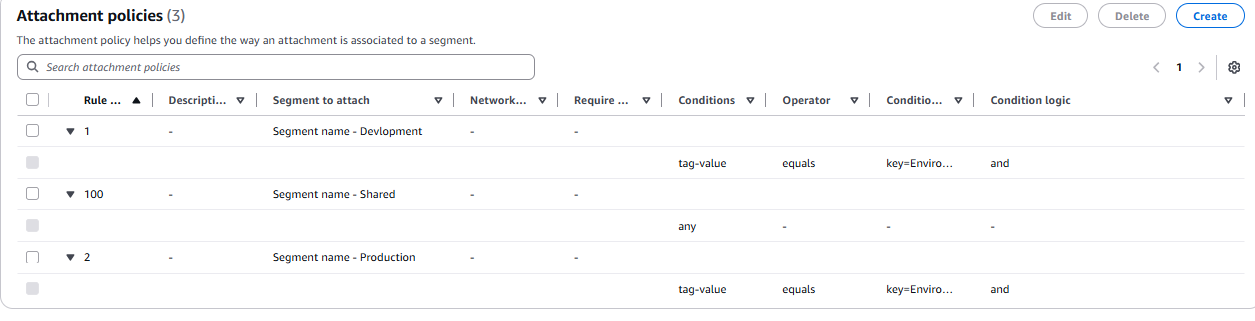 Attachment policies (3)
Edit
Delete
Create
The attachment policy helps you define the way an attachment is associated to a segment.
Search attachment policies
1
Rule ... Descripti... Segment to attach Network... Require ... Conditions Operator Conditio... Condition logic
1 - Segment name - Devlopment - -
tag-value equals key=Enviro... and
100 - Segment name - Shared - -
any - - -
2 - Segment name - Production - -
tag-value equals key=Enviro... and